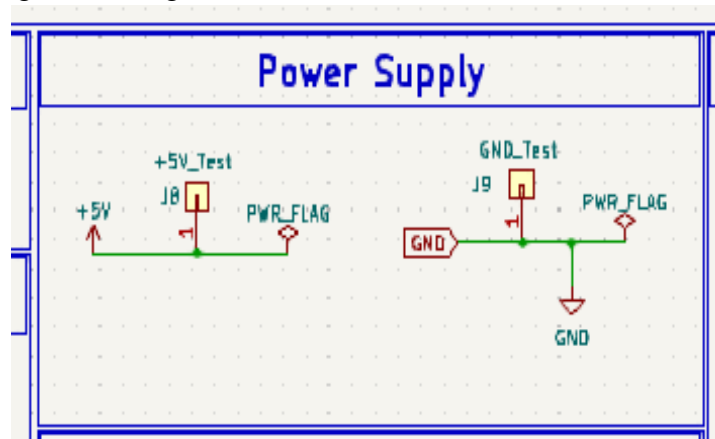 Power Supply
+5V_Test
J8
1
+5V
PWR_FLAG
GND_Test
J9
1
PWR_FLAG
GND
GND